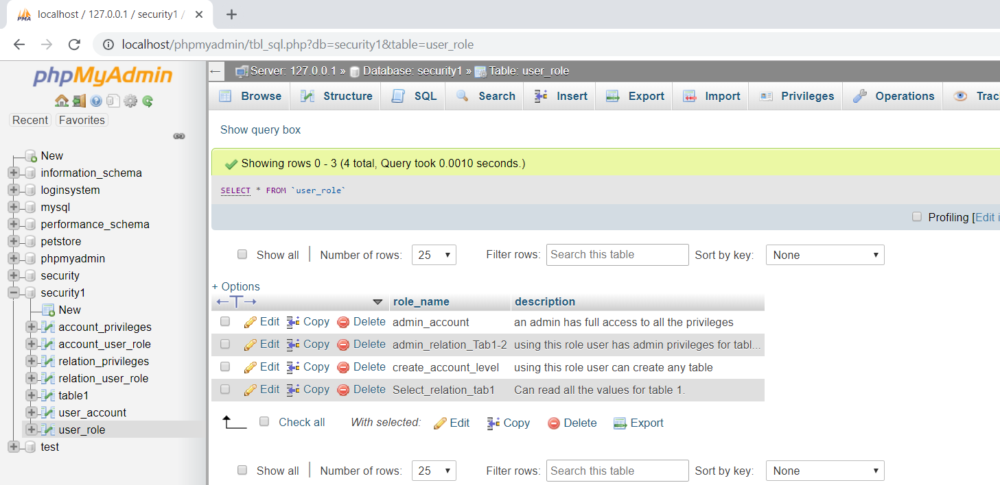 localhost / 127.0.0.1 / security1 /
localhost/phpmyadmin/tbl_sql.php?db=security1&table=user_role
phpMyAdmin
Recent Favorites
New
information_schema
loginsystem
mysql
performance_schema
petstore
phpmyadmin
security
security1
New
account_privileges
account_user_role
relation_privileges
relation_user_role
table1
user_account
user_role
test
Server: 127.0.0.1 » Database: security1 » Table: user_role
Browse Structure SQL Search Insert Export Import Privileges Operations Trac
Show query box
Showing rows 0 - 3 (4 total, Query took 0.0010 seconds.)
SELECT * FROM `user_role`
Profiling [Edit i
Show all | Number of rows: 25 Filter rows: Search this table Sort by key: None
+ Options
←T→ role_name description
Edit Copy Delete admin_account an admin has full access to all the privileges
Edit Copy Delete admin_relation_Tab1-2 using this role user has admin privileges for tabl...
Edit Copy Delete create_account_level using this role user can create any table
Edit Copy Delete Select_relation_tab1 Can read all the values for table 1.
Check all With selected: Edit Copy Delete Export
Show all | Number of rows: 25 Filter rows: Search this table Sort by key: None